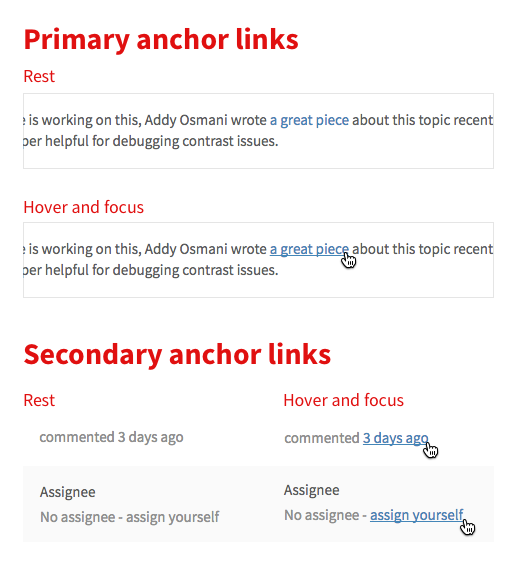 Primary anchor links
Rest
is working on this, Addy Osmani wrote a great piece about this topic recent
per helpful for debugging contrast issues.
Hover and focus
is working on this, Addy Osmani wrote a great piece about this topic recent
per helpful for debugging contrast issues.
Secondary anchor links
Rest
Hover and focus
commented 3 days ago
commented 3 days ago
Assignee
Assignee
No assignee - assign yourself
No assignee - assign yourself